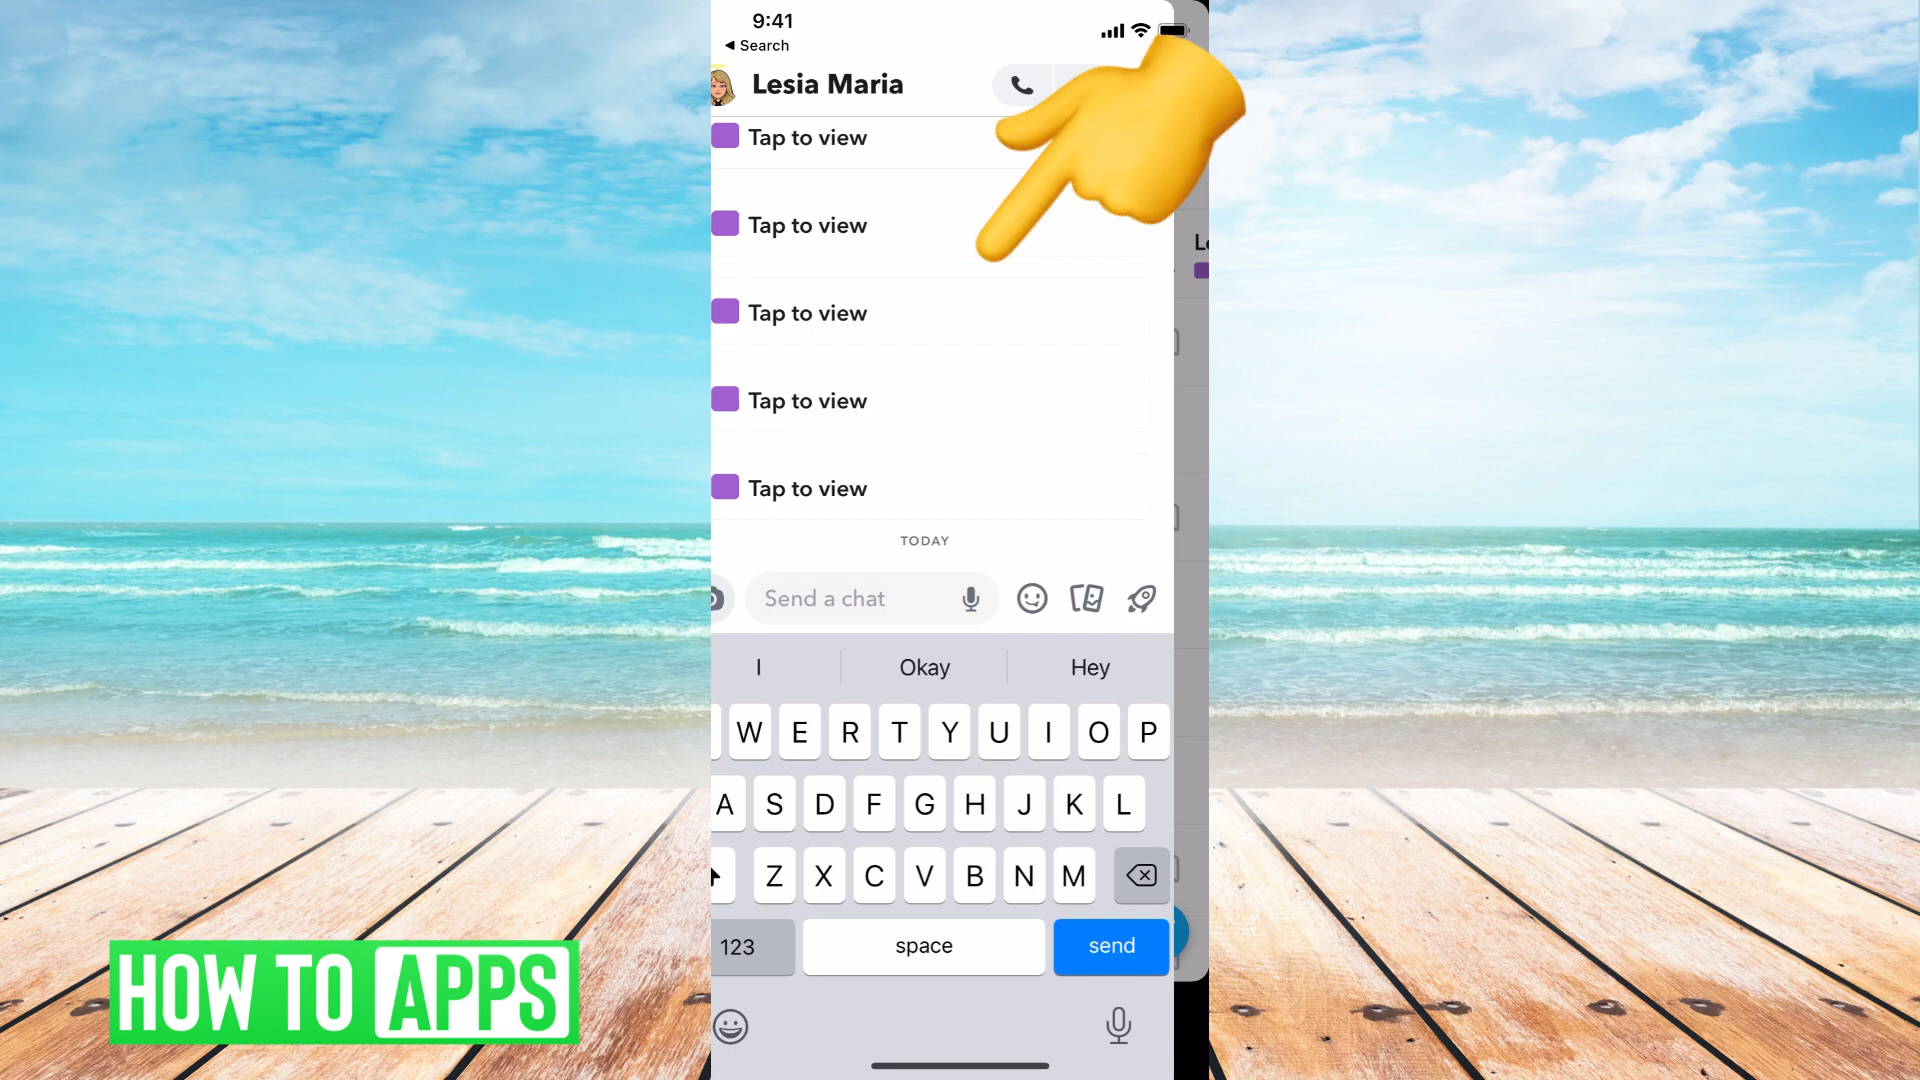 9:41
◀ Search
Lesia Maria
Tap to view
Tap to view
Tap to view
Tap to view
Tap to view
TODAY
Send a chat
I Okay Hey
W E R T Y U I O P
A S D F G H J K L
Z X C V B N M
123 space send
HOW TO APPS